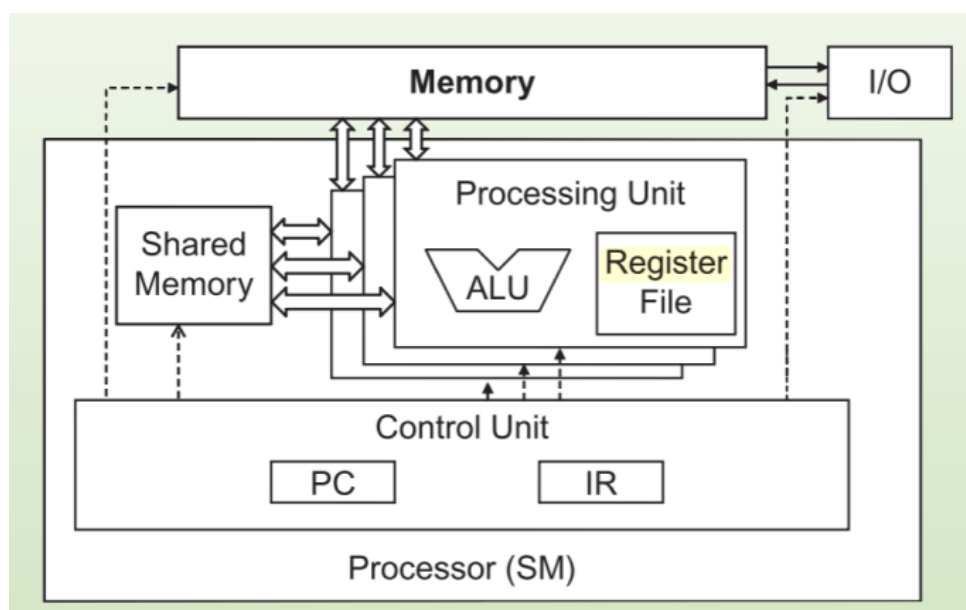 Memory
I/O
Processing Unit
Shared
Memory
ALU
Register
File
Control Unit
PC
IR
Processor (SM)